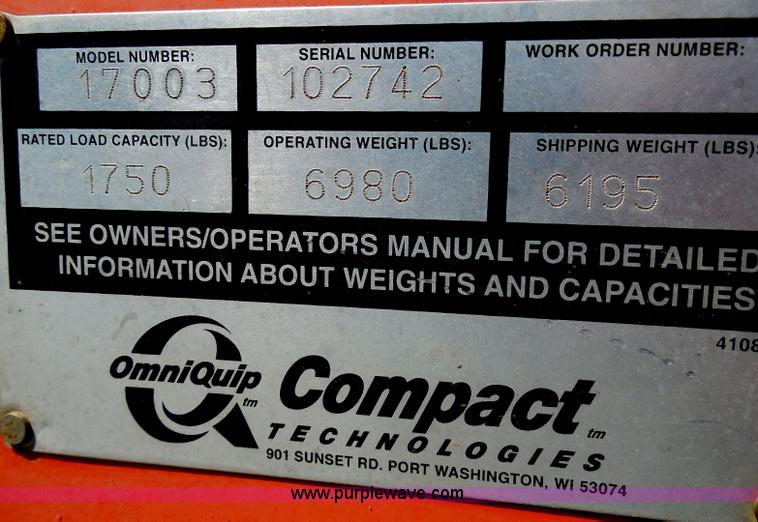 MODEL NUMBER: SERIAL NUMBER: WORK ORDER NUMBER:
17003 102742
RATED LOAD CAPACITY (LBS): OPERATING WEIGHT (LBS): SHIPPING WEIGHT (LBS):
1750 6980 6195
SEE OWNERS/OPERATORS MANUAL FOR DETAILED
INFORMATION ABOUT WEIGHTS AND CAPACITIES
4108
OmniQuip tm Compact tm
TECHNOLOGIES
901 SUNSET RD. PORT WASHINGTON, WI 53074
www.purplewave.com